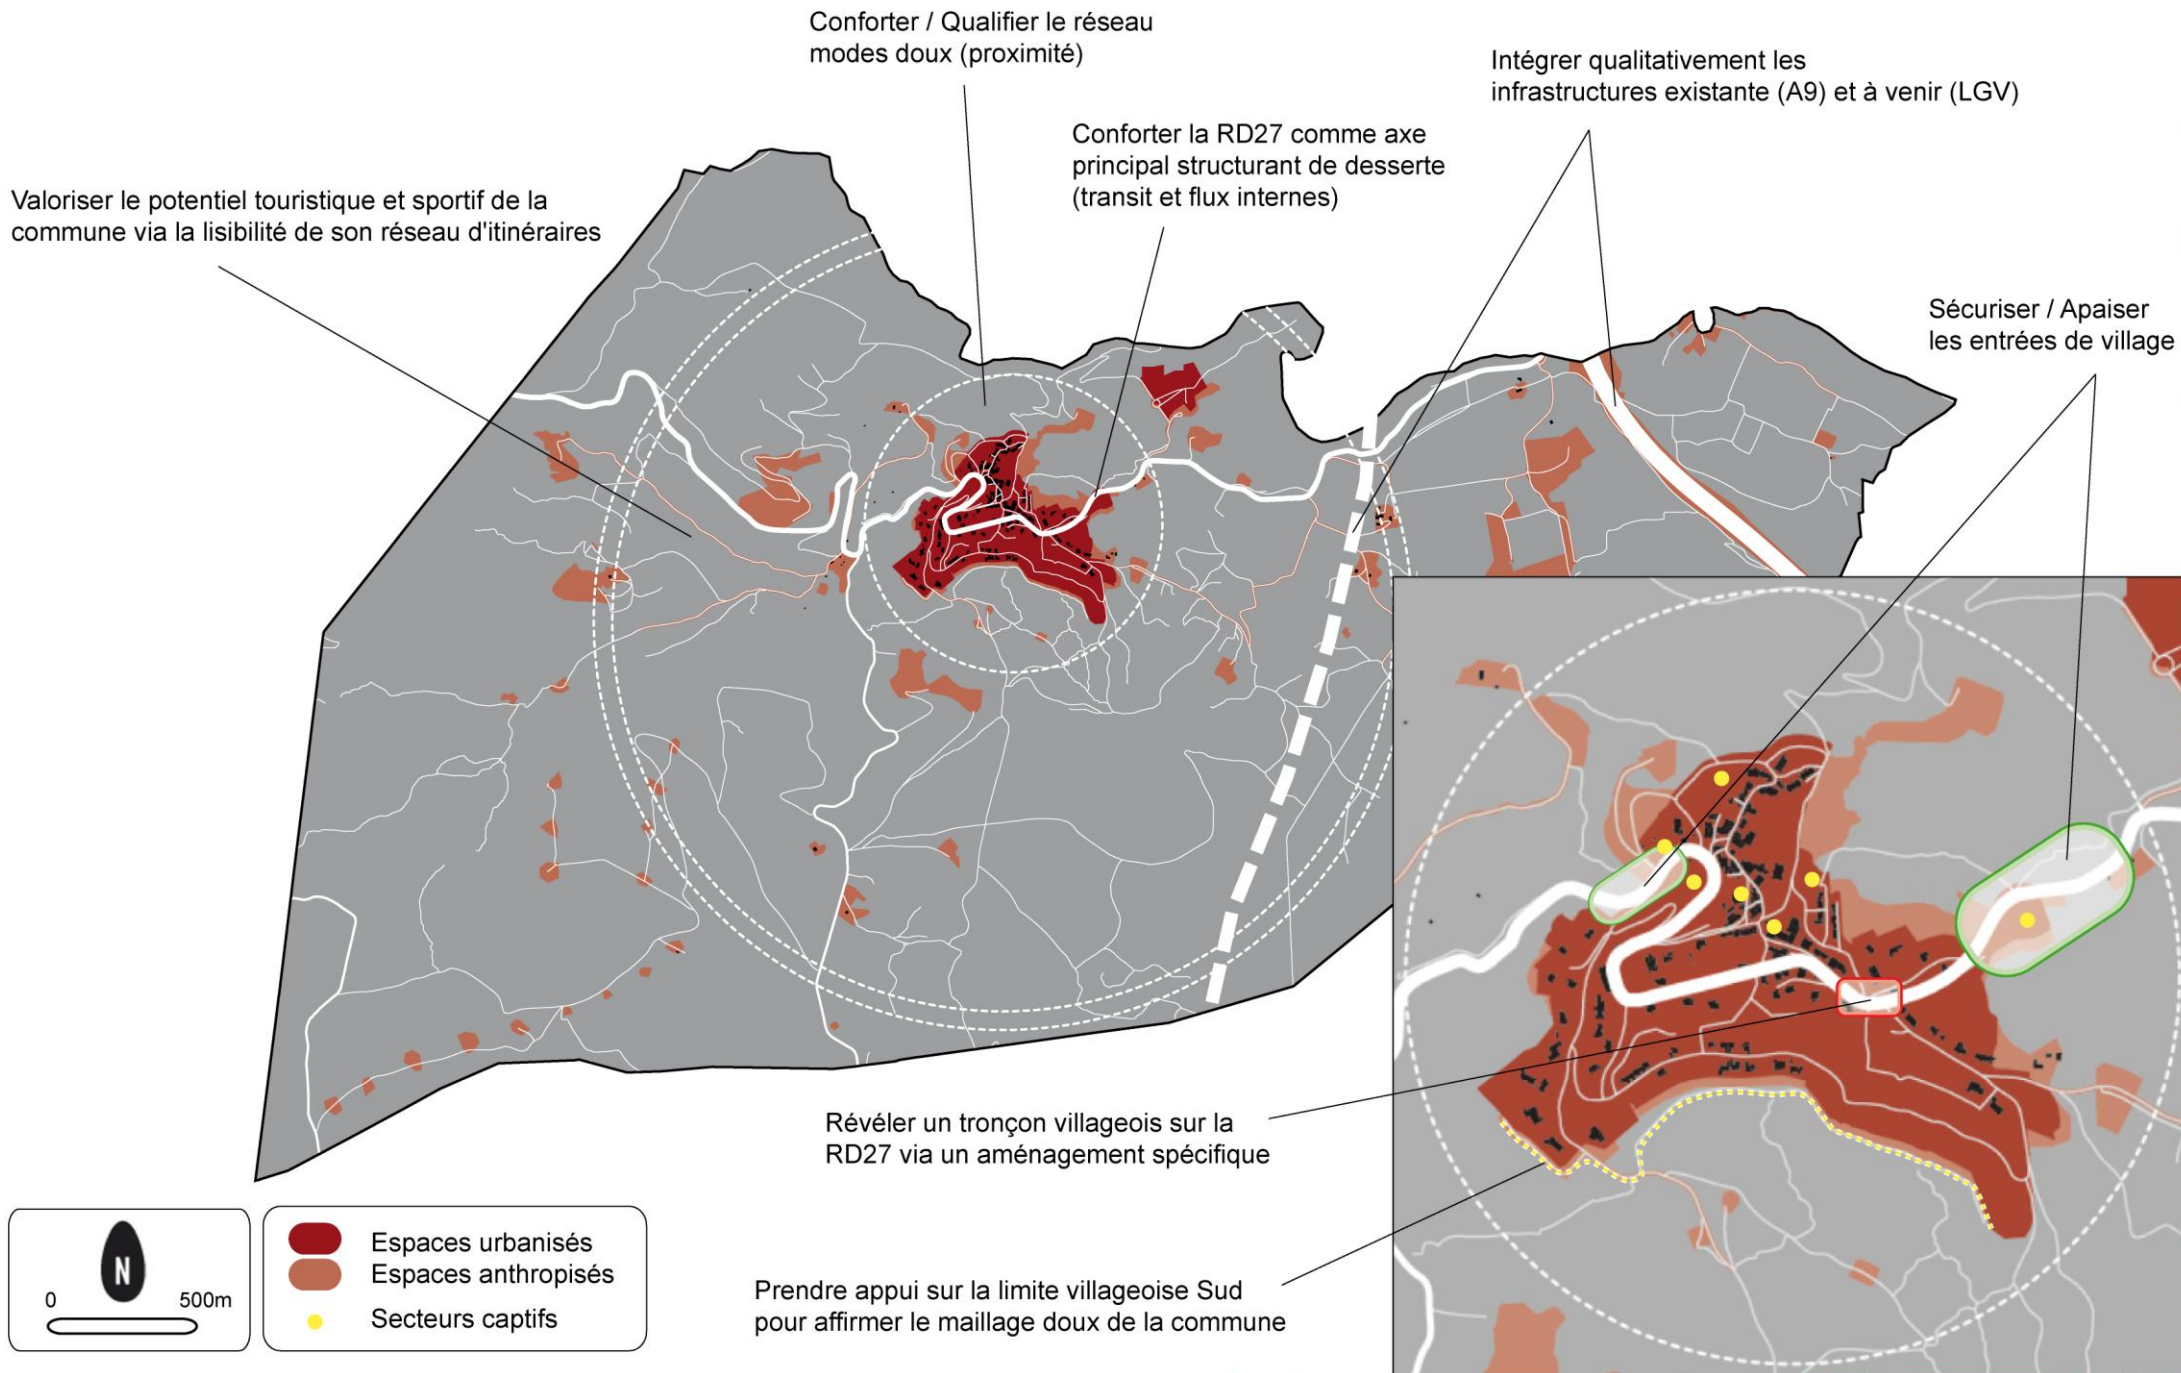 Conforter / Qualifier le réseau
modes doux (proximité)
Intégrer qualitativement les
infrastructures existante (A9) et à venir (LGV)
Conforter la RD27 comme axe
principal structurant de desserte
(transit et flux internes)
Valoriser le potentiel touristique et sportif de la
commune via la lisibilité de son réseau d'itinéraires
Sécuriser / Apaiser
les entrées de village
Révéler un tronçon villageois sur la
RD27 via un aménagement spécifique
Prendre appui sur la limite villageoise Sud
pour affirmer le maillage doux de la commune
N
0 500m
Espaces urbanisés
Espaces anthropisés
Secteurs captifs